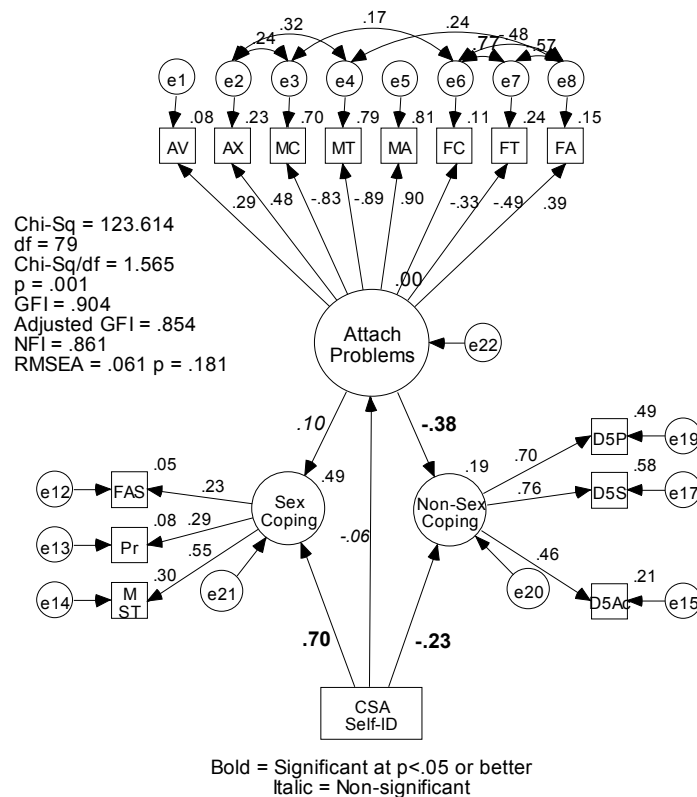 .32
.17
.24
-.48
.24
.77
-.57
e1
e2
e3
e4
e5
e6
e7
e8
.08
.23
.70
.79
.81
.11
.24
.15
AV
AX
MC
MT
MA
FC
FT
FA
.29
.48
-.83
-.89
.90
-.33
-.49
.39
Chi-Sq = 123.614
df = 79
Chi-Sq/df = 1.565
p = .001
GFI = .904
Adjusted GFI = .854
NFI = .861
RMSEA = .061 p = .181
.00
Attach
Problems
e22
.10
-.38
.49
D5P
e19
.70
.05
.49
.19
.58
e12
FAS
.23
Sex
Coping
Non-Sex
Coping
.76
D5S
e17
.08
e13
Pr
.29
-.06
.55
.46
.30
.21
e14
M
ST
e21
e20
D5Ac
e15
.70
-.23
CSA
Self-ID
Bold = Significant at p<.05 or better
Italic = Non-significant